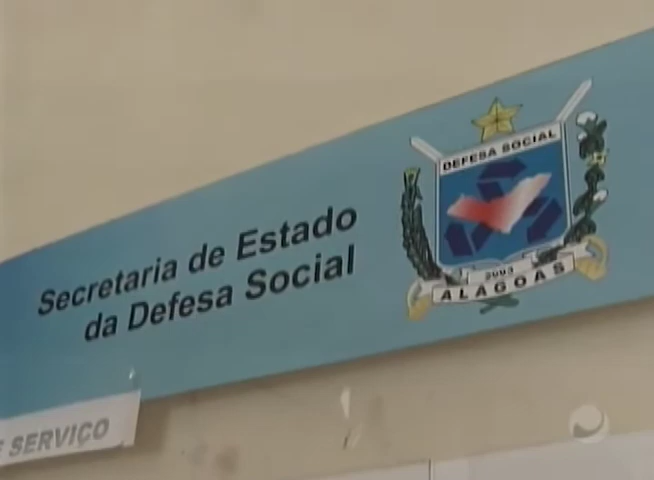 Secretaria de Estado
da Defesa Social
DEFESA SOCIAL
2003
ALAGOAS
E SERVIÇO